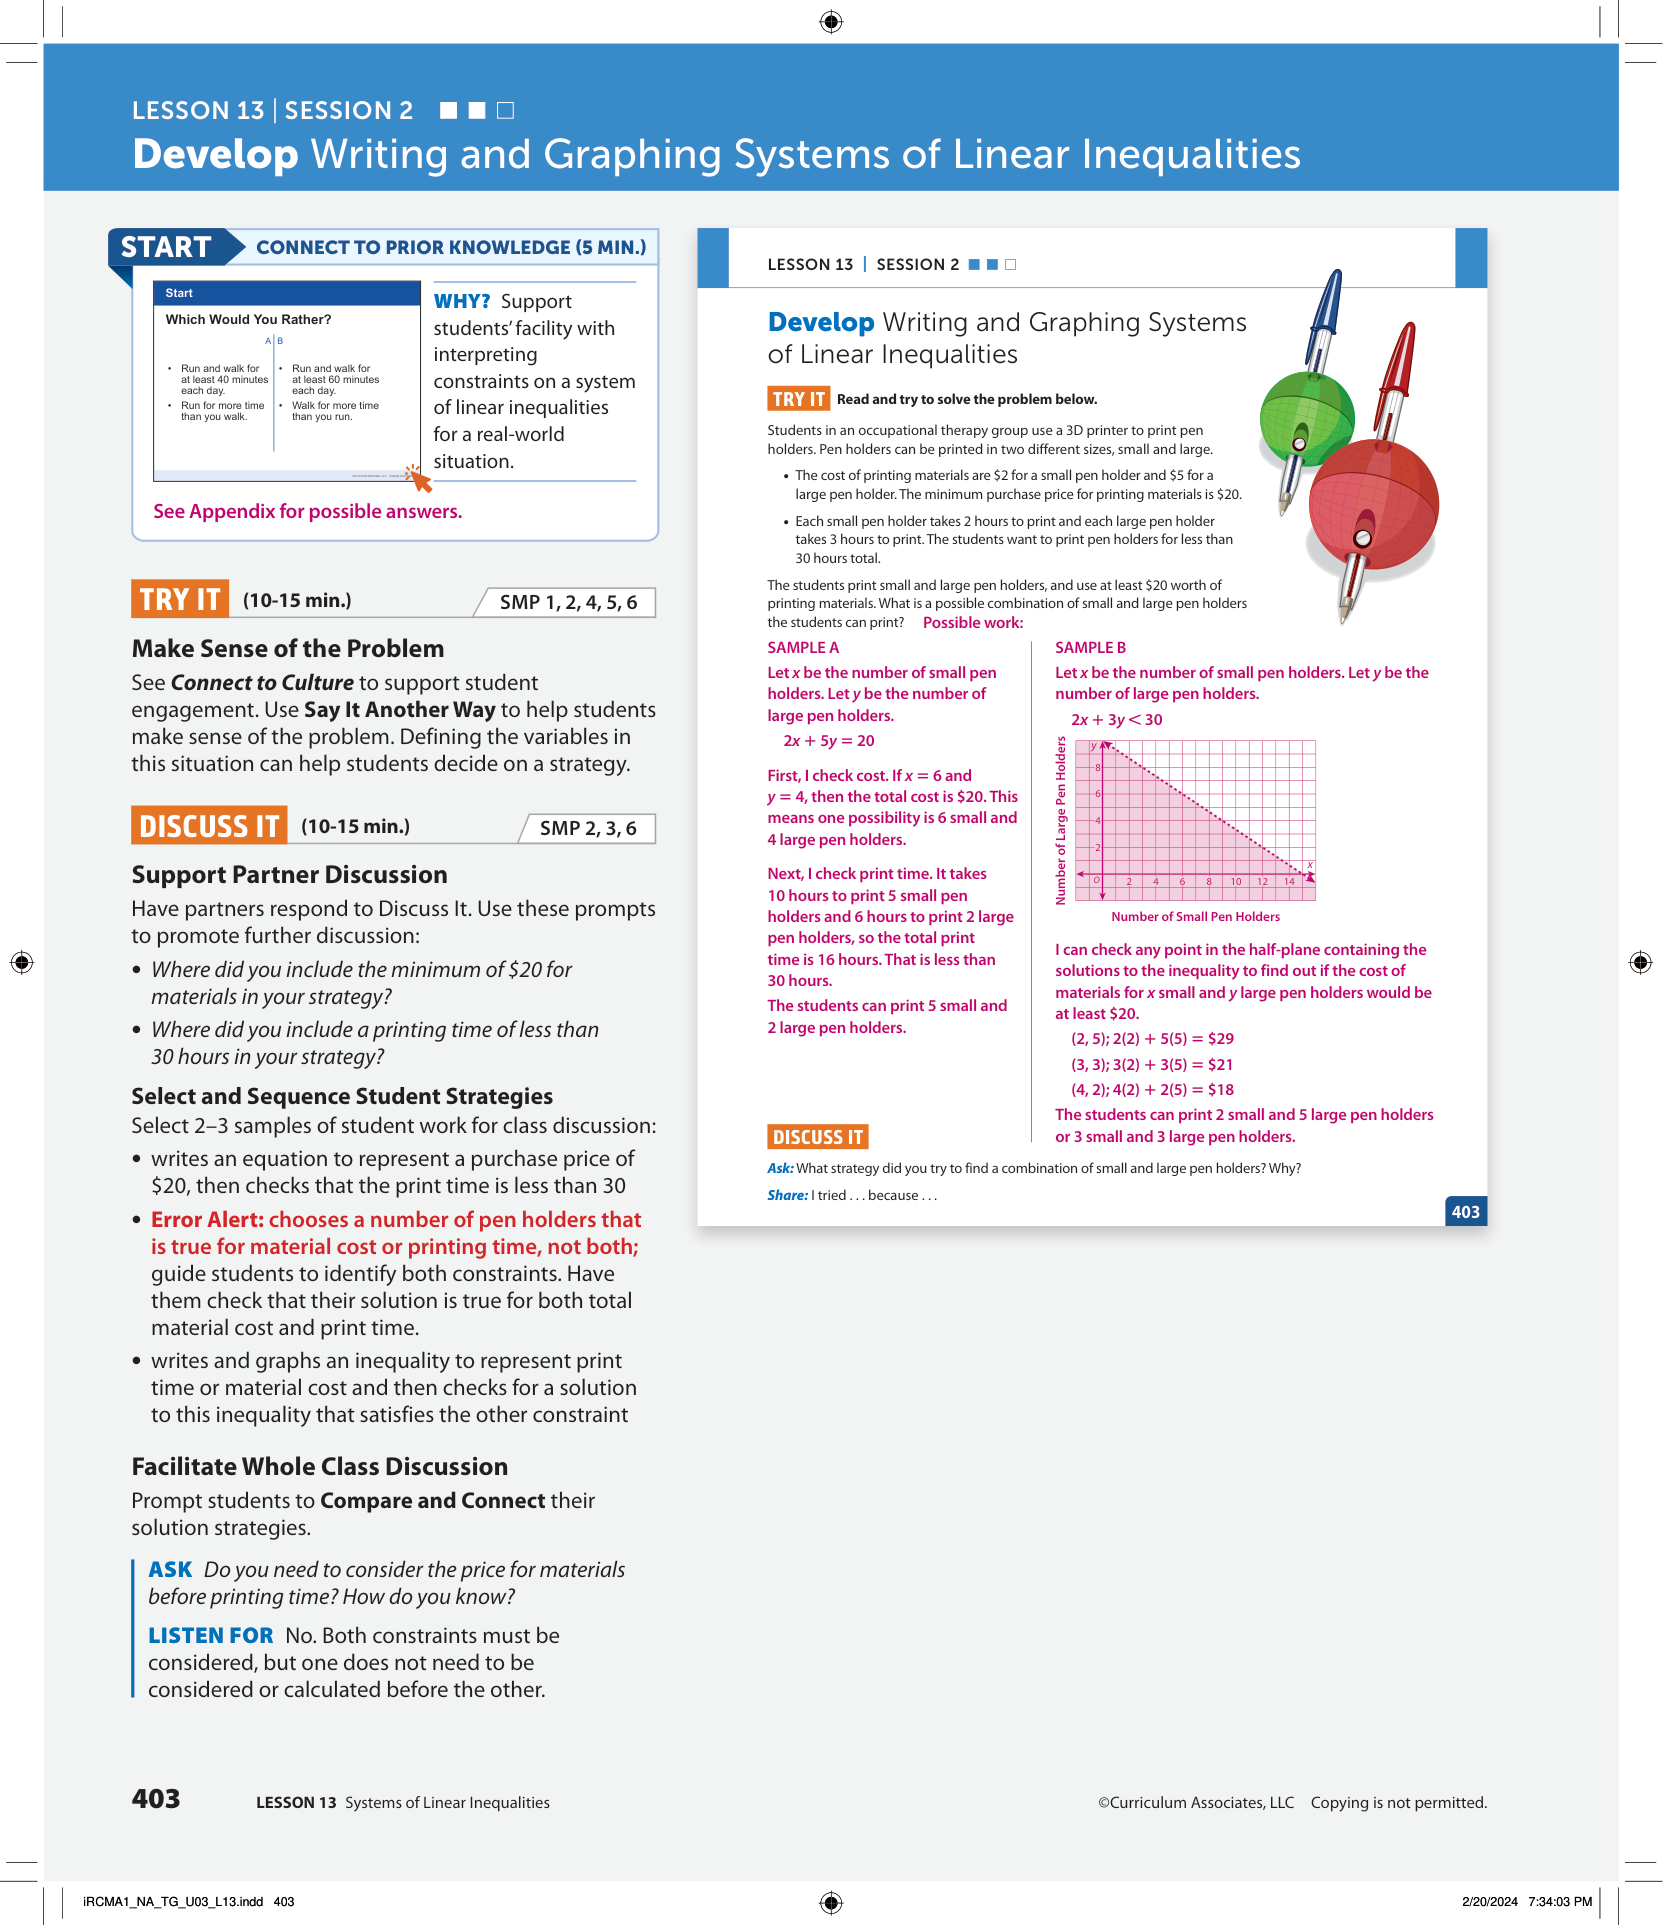 LESSON 13 | SESSION 2
Develop Writing and Graphing Systems of Linear Inequalities
START
CONNECT TO PRIOR KNOWLEDGE (5 MIN.)
Start
Which Would You Rather?
A B
• Run and walk for
at least 40 minutes
each day.
• Run for more time
than you walk.
• Run and walk for
at least 60 minutes
each day.
• Walk for more time
than you run.
WHY? Support
students’ facility with
interpreting
constraints on a system
of linear inequalities
for a real-world
situation.
See Appendix for possible answers.
TRY IT (10-15 min.) SMP 1, 2, 4, 5, 6
Make Sense of the Problem
See Connect to Culture to support student
engagement. Use Say It Another Way to help students
make sense of the problem. Defining the variables in
this situation can help students decide on a strategy.
DISCUSS IT (10-15 min.) SMP 2, 3, 6
Support Partner Discussion
Have partners respond to Discuss It. Use these prompts
to promote further discussion:
• Where did you include the minimum of $20 for
materials in your strategy?
• Where did you include a printing time of less than
30 hours in your strategy?
Select and Sequence Student Strategies
Select 2–3 samples of student work for class discussion:
• writes an equation to represent a purchase price of
$20, then checks that the print time is less than 30
• Error Alert: chooses a number of pen holders that
is true for material cost or printing time, not both;
guide students to identify both constraints. Have
them check that their solution is true for both total
material cost and print time.
• writes and graphs an inequality to represent print
time or material cost and then checks for a solution
to this inequality that satisfies the other constraint
Facilitate Whole Class Discussion
Prompt students to Compare and Connect their
solution strategies.
ASK Do you need to consider the price for materials
before printing time? How do you know?
LISTEN FOR No. Both constraints must be
considered, but one does not need to be
considered or calculated before the other.
LESSON 13 | SESSION 2
Develop Writing and Graphing Systems
of Linear Inequalities
TRY IT Read and try to solve the problem below.
Students in an occupational therapy group use a 3D printer to print pen
holders. Pen holders can be printed in two different sizes, small and large.
• The cost of printing materials are $2 for a small pen holder and $5 for a
large pen holder. The minimum purchase price for printing materials is $20.
• Each small pen holder takes 2 hours to print and each large pen holder
takes 3 hours to print. The students want to print pen holders for less than
30 hours total.
The students print small and large pen holders, and use at least $20 worth of
printing materials. What is a possible combination of small and large pen holders
the students can print? Possible work:
SAMPLE A
Let x be the number of small pen
holders. Let y be the number of
large pen holders.
2x + 5y = 20
First, I check cost. If x = 6 and
y = 4, then the total cost is $20. This
means one possibility is 6 small and
4 large pen holders.
Next, I check print time. It takes
10 hours to print 5 small pen
holders and 6 hours to print 2 large
pen holders, so the total print
time is 16 hours. That is less than
30 hours.
The students can print 5 small and
2 large pen holders.
SAMPLE B
Let x be the number of small pen holders. Let y be the
number of large pen holders.
2x + 3y < 30
Number of Large Pen Holders
y
8
6
4
2
O 2 4 6 8 10 12 14
x
Number of Small Pen Holders
I can check any point in the half-plane containing the
solutions to the inequality to find out if the cost of
materials for x small and y large pen holders would be
at least $20.
(2, 5); 2(2) + 5(5) = $29
(3, 3); 3(2) + 3(5) = $21
(4, 2); 4(2) + 2(5) = $18
The students can print 2 small and 5 large pen holders
or 3 small and 3 large pen holders.
DISCUSS IT
Ask: What strategy did you try to find a combination of small and large pen holders? Why?
Share: I tried . . . because . . .
403
403 LESSON 13 Systems of Linear Inequalities
©Curriculum Associates, LLC Copying is not permitted.
iRCMA1_NA_TG_U03_L13.indd 403
2/20/2024 7:34:03 PM